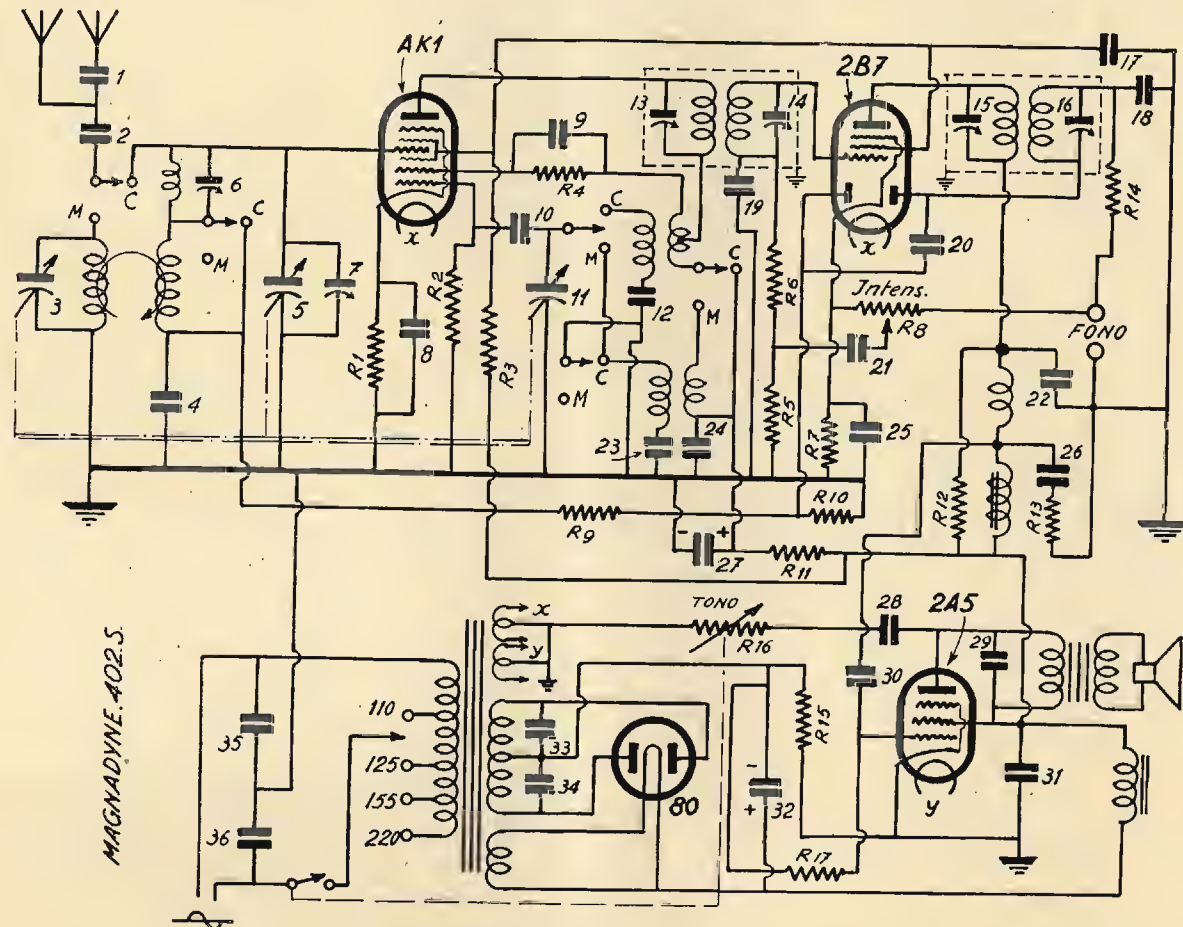 1
2
AK1
17
13
14
2B7
15
16
18
9
R4
6
C
C
M
M
3
5
7
4
R1
x
8
R2
10
R3
11
C
M
12
C
M
C
M
19
R6
x
20
Intens.
R8
21
R5
R7
25
R14
FONO
22
26
R12
R13
23
24
R9
R10
- +
27
R11
MAGNADYNE.402.S.
x
y
TONO
R16
28
2A5
29
30
R15
110
125
155
220
33
34
80
-
+
32
R17
y
31
35
36